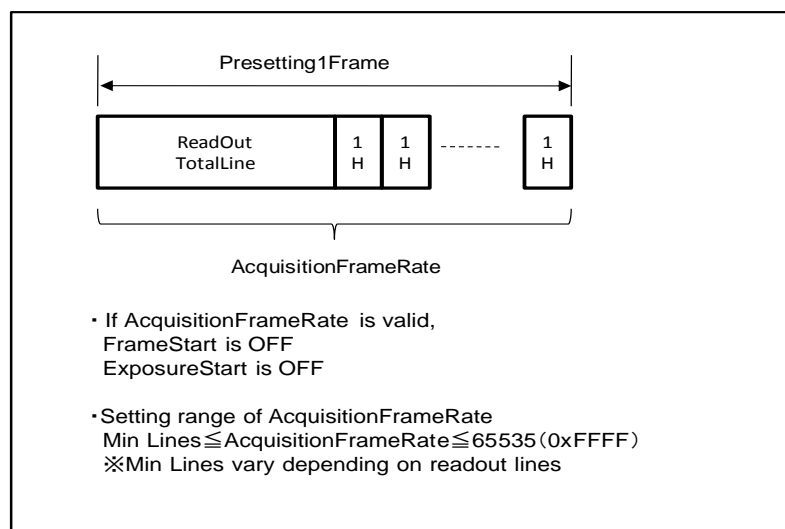 Presetting1Frame
ReadOut
TotalLine
1
H
1
H
1
H
AcquisitionFrameRate
・If AcquisitionFrameRate is valid,
FrameStart is OFF
ExposureStart is OFF
・Setting range of AcquisitionFrameRate
Min Lines≦AcquisitionFrameRate≦65535(0xFFFF)
※Min Lines vary depending on readout lines